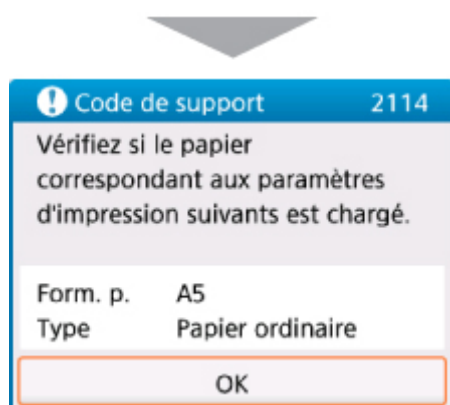 Code de support 2114
Vérifiez si le papier
correspondant aux paramètres
d'impression suivants est chargé.
Form. p. A5
Type Papier ordinaire
OK